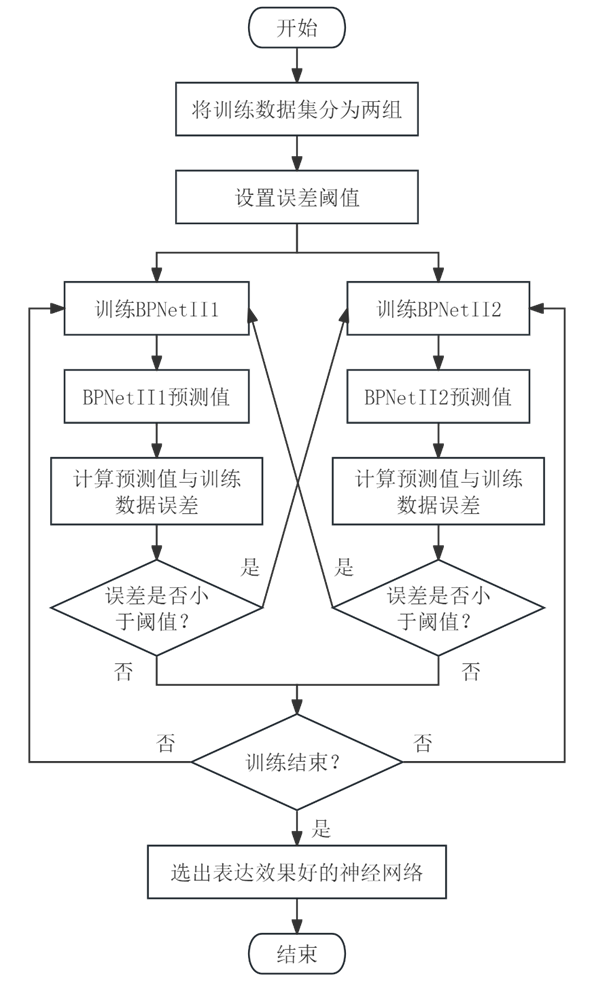 开始
将训练数据集分为两组
设置误差阈值
训练BPNetII1
训练BPNetII2
BPNetII1预测值
BPNetII2预测值
计算预测值与训练
数据误差
计算预测值与训练
数据误差
是
是
误差是否小
于阈值？
误差是否小
于阈值？
否
否
否
否
训练结束？
是
选出表达效果好的神经网络
结束